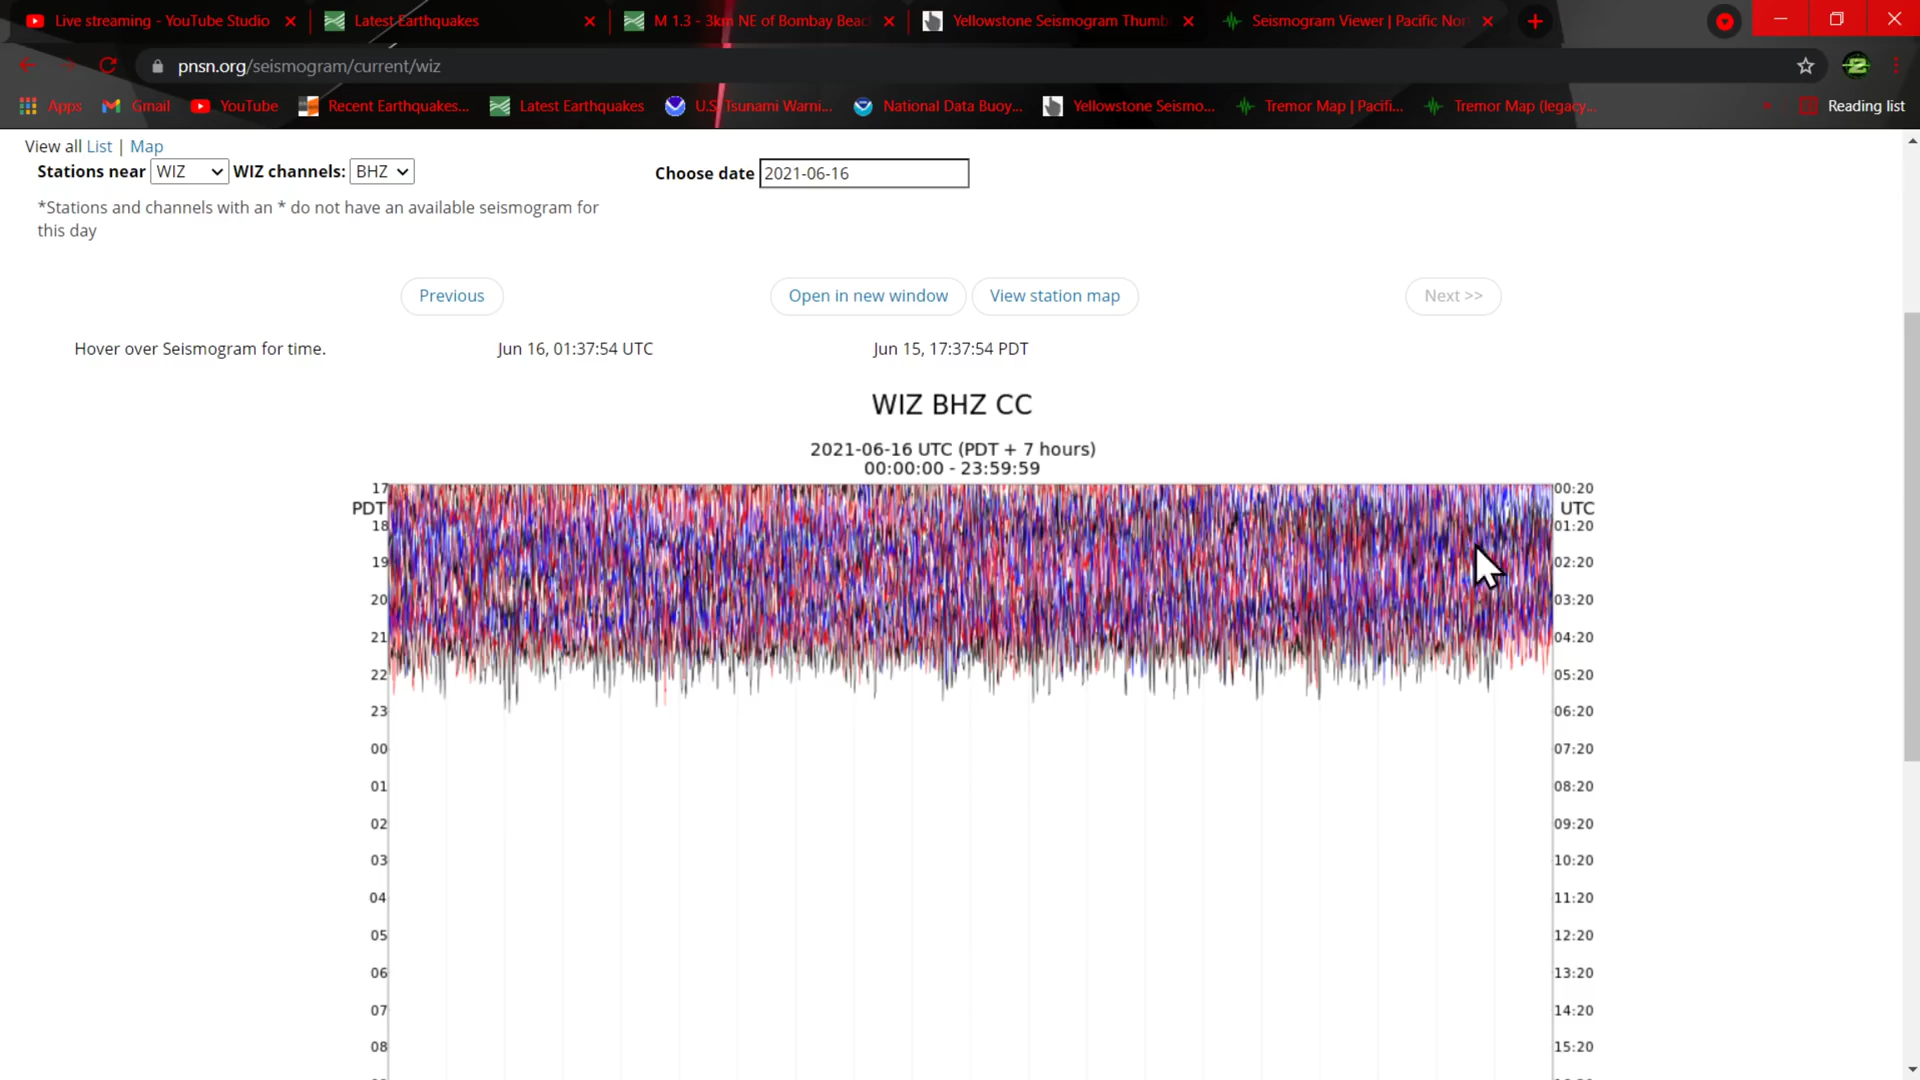 Live streaming - YouTube Studio
Latest Earthquakes
M 1.3 - 3km NE of Bombay Beac
Yellowstone Seismogram Thumb
Seismogram Viewer | Pacific Nor
pnsn.org/seismogram/current/wiz
Apps
Gmail
YouTube
Recent Earthquakes...
Latest Earthquakes
U.S. Tsunami Warni...
National Data Buoy...
Yellowstone Seismo...
Tremor Map | Pacifi...
Tremor Map (legacy...
Reading list
View all List | Map
Stations near WIZ WIZ channels: BHZ
Choose date 2021-06-16
*Stations and channels with an * do not have an available seismogram for
this day
Previous
Open in new window
View station map
Next >>
Hover over Seismogram for time.
Jun 16, 01:37:54 UTC
Jun 15, 17:37:54 PDT
WIZ BHZ CC
2021-06-16 UTC (PDT + 7 hours)
00:00:00 - 23:59:59
17 00:20
PDT UTC
18 01:20
19 02:20
20 03:20
21 04:20
22 05:20
23 06:20
00 07:20
01 08:20
02 09:20
03 10:20
04 11:20
05 12:20
06 13:20
07 14:20
08 15:20